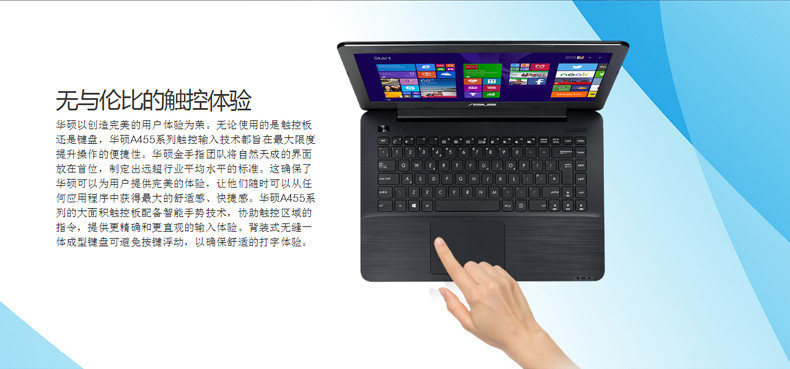 无与伦比的触控体验
华硕以创造完美的用户体验为荣。无论使用的是触控板
还是键盘，华硕A455系列触控输入技术都旨在最大限度
提升操作的便捷性。华硕金手指团队将自然天成的界面
放在首位，制定出远超行业平均水平的标准。这确保了
华硕可以为用户提供完美的体验，让他们随时可以从任
何应用程序中获得最大的舒适感、快捷感。华硕A455系
列的大面积触控板配备智能手势技术，协助触控区域的
指令，提供更精确和更直观的输入体验。背装式无缝一
体成型键盘可避免按键浮动，以确保舒适的打字体验。
Start
nook
ASUS